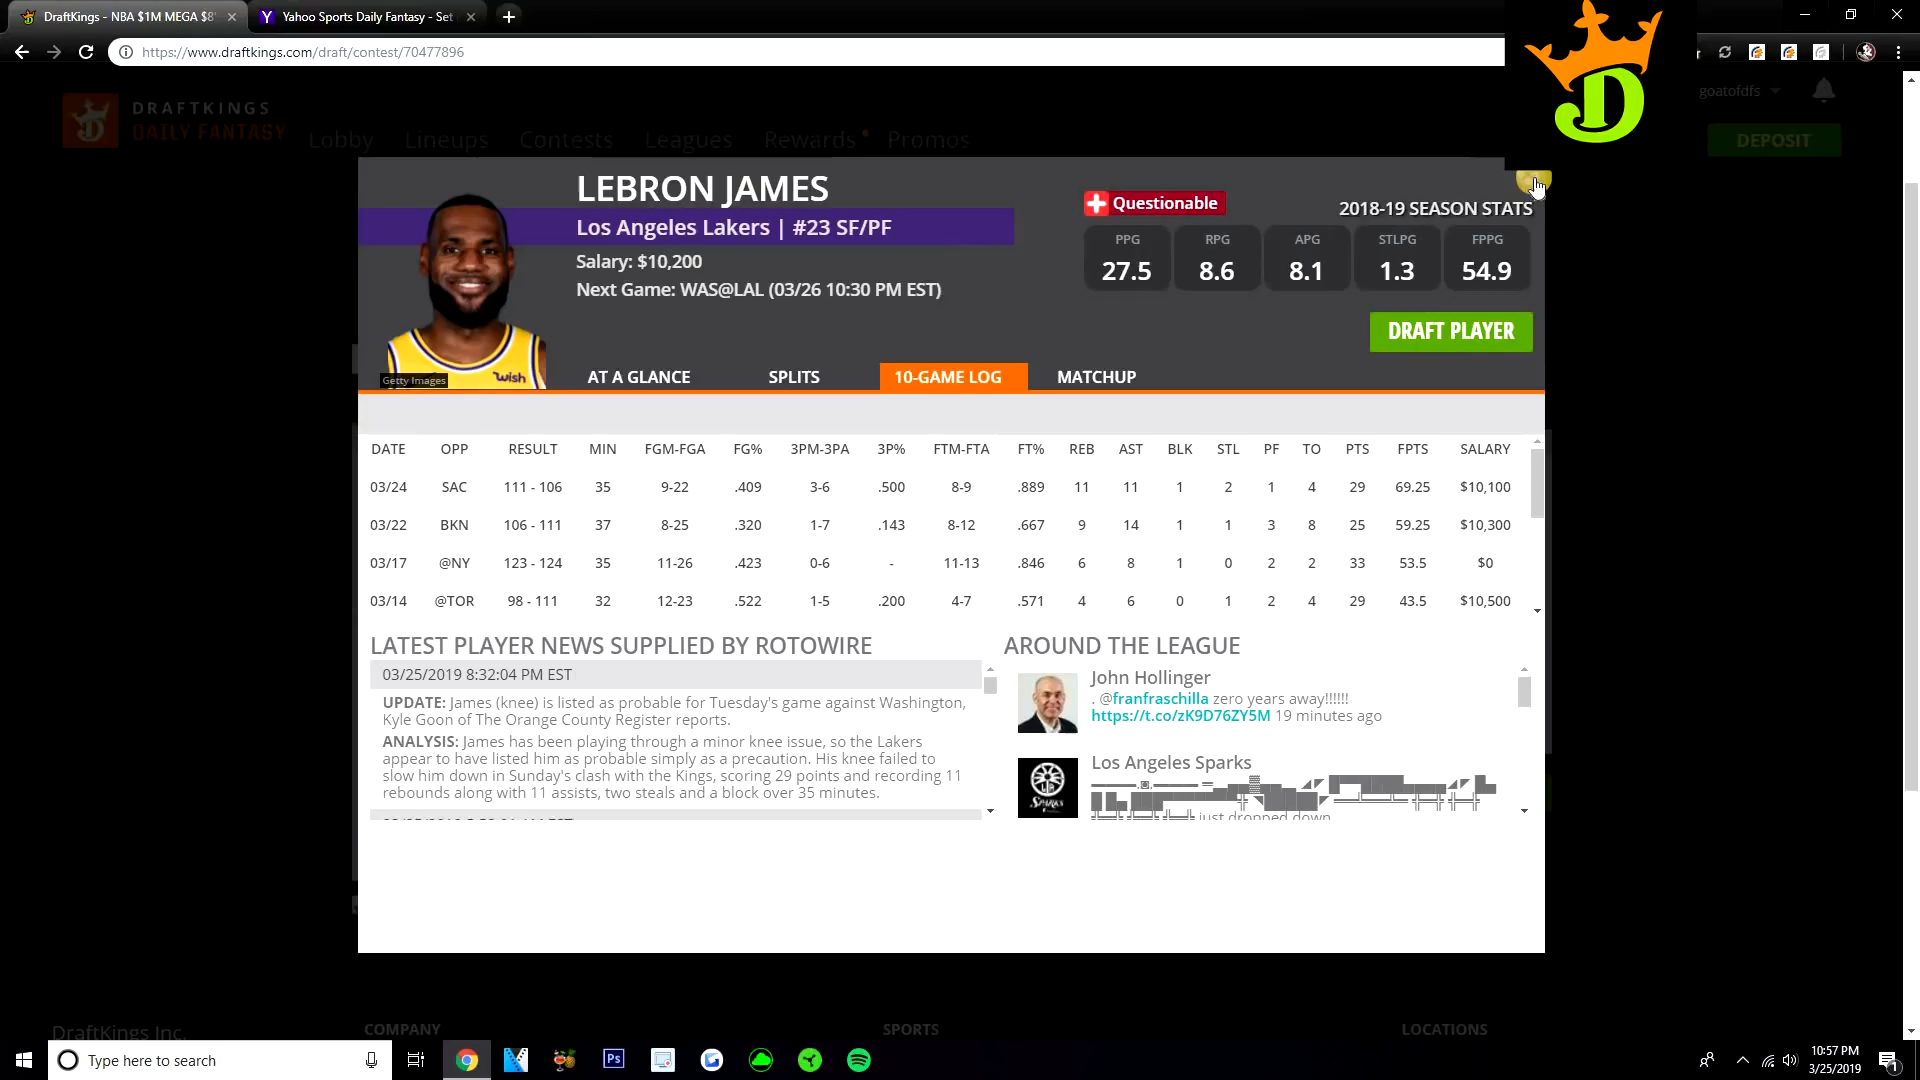 DraftKings - NBA $1M MEGA $8
Yahoo Sports Daily Fantasy - Set
https://www.draftkings.com/draft/contest/70477896
DRAFTKINGS
DAILY FANTASY
Lobby Lineups Contests Leagues Rewards Promos
goatofdfs
DEPOSIT
D
LEBRON JAMES
Los Angeles Lakers | #23 SF/PF
Salary: $10,200
Next Game: WAS@LAL (03/26 10:30 PM EST)
Getty Images
wish
Questionable
2018-19 SEASON STATS
PPG RPG APG STLPG FPPG
27.5 8.6 8.1 1.3 54.9
DRAFT PLAYER
AT A GLANCE SPLITS 10-GAME LOG MATCHUP
DATE OPP RESULT MIN FGM-FGA FG% 3PM-3PA 3P% FTM-FTA FT% REB AST BLK STL PF TO PTS FPTS SALARY
03/24 SAC 111 - 106 35 9-22 .409 3-6 .500 8-9 .889 11 11 1 2 1 4 29 69.25 $10,100
03/22 BKN 106 - 111 37 8-25 .320 1-7 .143 8-12 .667 9 14 1 1 3 8 25 59.25 $10,300
03/17 @NY 123 - 124 35 11-26 .423 0-6 - 11-13 .846 6 8 1 0 2 2 33 53.5 $0
03/14 @TOR 98 - 111 32 12-23 .522 1-5 .200 4-7 .571 4 6 0 1 2 4 29 43.5 $10,500
LATEST PLAYER NEWS SUPPLIED BY ROTOWIRE
03/25/2019 8:32:04 PM EST
UPDATE: James (knee) is listed as probable for Tuesday's game against Washington,
Kyle Goon of The Orange County Register reports.
ANALYSIS: James has been playing through a minor knee issue, so the Lakers
appear to have listed him as probable simply as a precaution. His knee failed to
slow him down in Sunday's clash with the Kings, scoring 29 points and recording 11
rebounds along with 11 assists, two steals and a block over 35 minutes.
AROUND THE LEAGUE
John Hollinger
. @franfraschilla zero years away!!!!!!
https://t.co/zK9D76ZY5M 19 minutes ago
Los Angeles Sparks
SPARKS
just dropped down
DraftKings Inc.
COMPANY
SPORTS
LOCATIONS
Type here to search
Ps
10:57 PM
3/25/2019
1